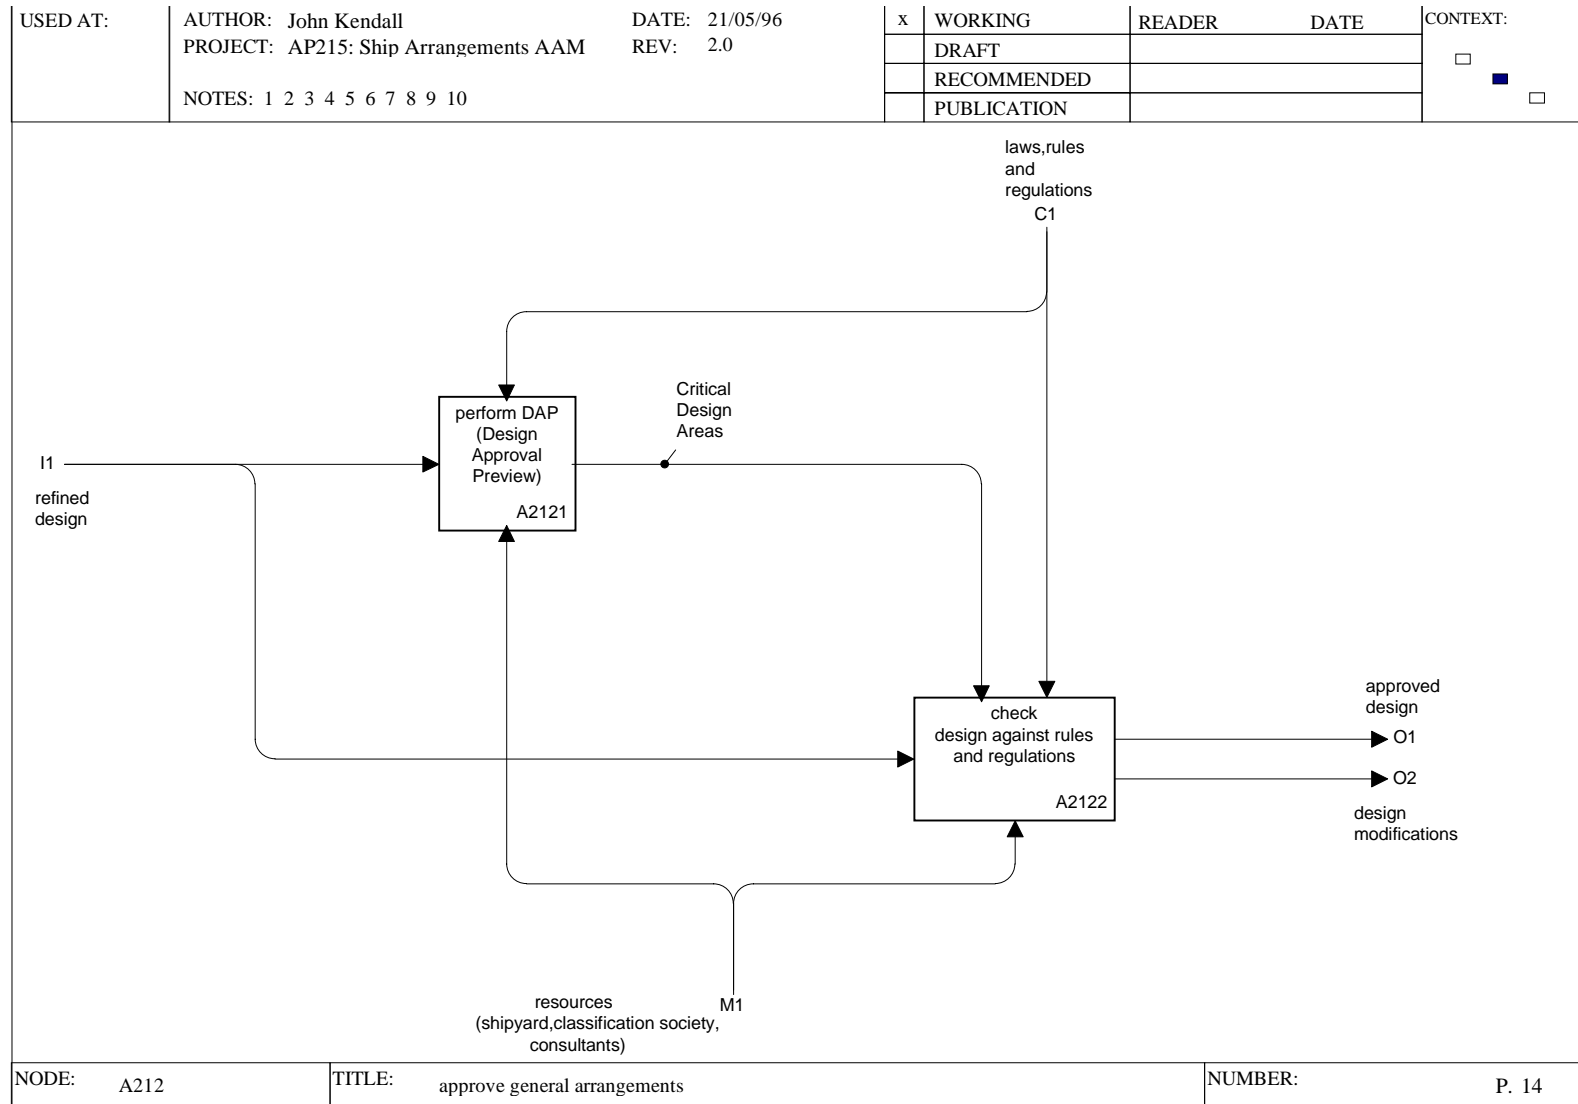 USED AT:
AUTHOR: John Kendall
DATE: 21/05/96
PROJECT: AP215: Ship Arrangements AAM
REV: 2.0
NOTES: 1 2 3 4 5 6 7 8 9 10
x WORKING
DRAFT
RECOMMENDED
PUBLICATION
READER DATE
CONTEXT:
laws,rules
and
regulations
C1
perform DAP
(Design
Approval
Preview)
A2121
Critical
Design
Areas
I1
refined
design
check
design against rules
and regulations
A2122
approved
design
O1
O2
design
modifications
resources
(shipyard,classification society,
consultants)
M1
NODE: A212
TITLE: approve general arrangements
NUMBER:
P. 14